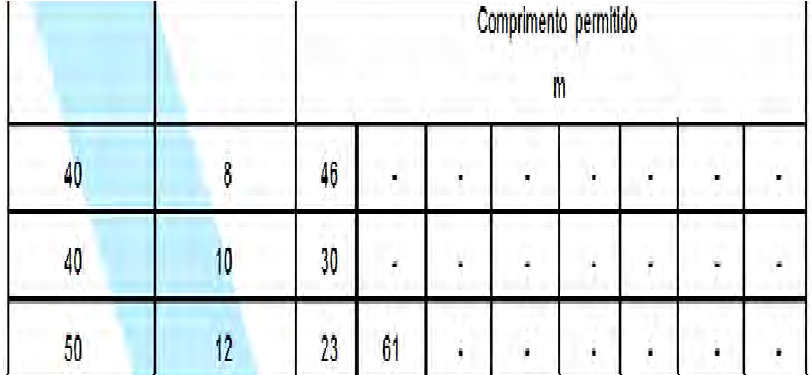 Comprimento permitido
m
40 8 46 - - - - - - -
40 10 30 - - - - - - -
50 12 23 61 - - - - - -